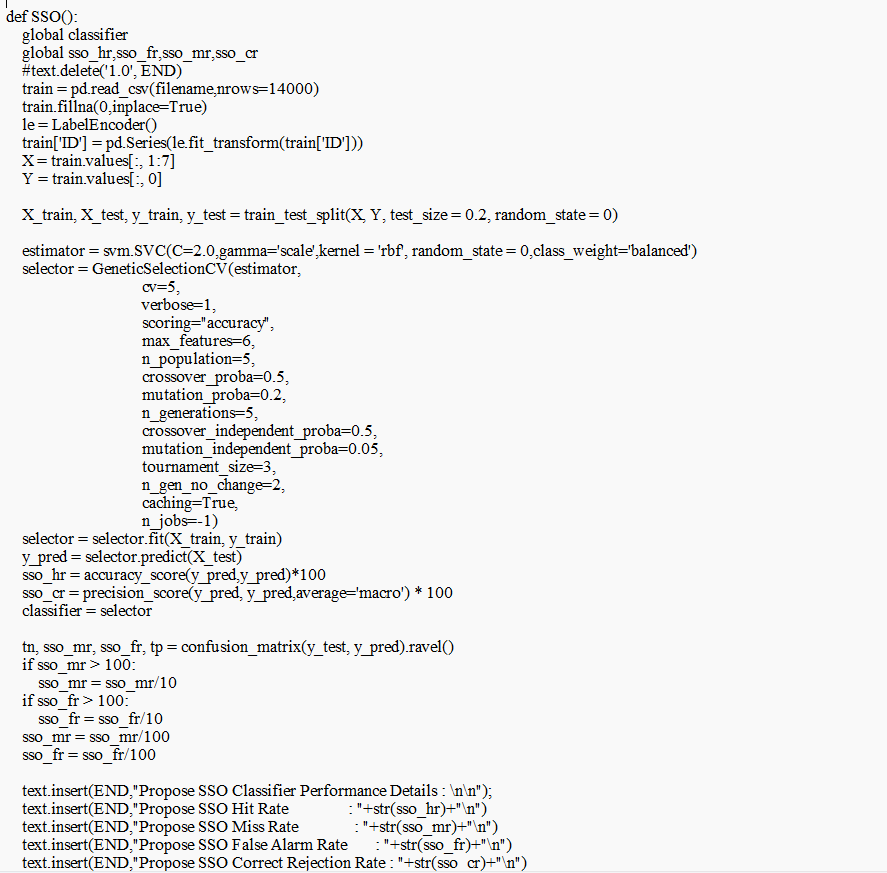 def SSO():
    global classifier
    global sso_hr,sso_fr,sso_mr,sso_cr
    #text.delete('1.0', END)
    train = pd.read_csv(filename,nrows=14000)
    train.fillna(0,inplace=True)
    le = LabelEncoder()
    train['ID'] = pd.Series(le.fit_transform(train['ID']))
    X = train.values[:, 1:7]
    Y = train.values[:, 0]

    X_train, X_test, y_train, y_test = train_test_split(X, Y, test_size = 0.2, random_state = 0)

    estimator = svm.SVC(C=2.0,gamma='scale',kernel = 'rbf', random_state = 0,class_weight='balanced')
    selector = GeneticSelectionCV(estimator,
                                  cv=5,
                                  verbose=1,
                                  scoring="accuracy",
                                  max_features=6,
                                  n_population=5,
                                  crossover_proba=0.5,
                                  mutation_proba=0.2,
                                  n_generations=5,
                                  crossover_independent_proba=0.5,
                                  mutation_independent_proba=0.05,
                                  tournament_size=3,
                                  n_gen_no_change=2,
                                  caching=True,
                                  n_jobs=-1)
    selector = selector.fit(X_train, y_train)
    y_pred = selector.predict(X_test)
    sso_hr = accuracy_score(y_pred,y_pred)*100
    sso_cr = precision_score(y_pred, y_pred,average='macro') * 100
    classifier = selector

    tn, sso_mr, sso_fr, tp = confusion_matrix(y_test, y_pred).ravel()
    if sso_mr > 100:
        sso_mr = sso_mr/10
    if sso_fr > 100:
        sso_fr = sso_fr/10
    sso_mr = sso_mr/100
    sso_fr = sso_fr/100

    text.insert(END,"Propose SSO Classifier Performance Details : \n\n");
    text.insert(END,"Propose SSO Hit Rate               : "+str(sso_hr)+"\n")
    text.insert(END,"Propose SSO Miss Rate              : "+str(sso_mr)+"\n")
    text.insert(END,"Propose SSO False Alarm Rate       : "+str(sso_fr)+"\n")
    text.insert(END,"Propose SSO Correct Rejection Rate : "+str(sso_cr)+"\n")